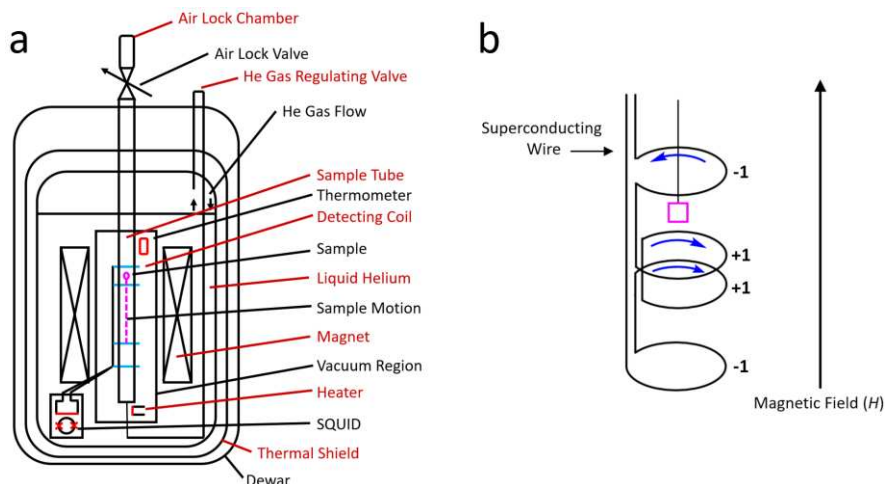 a
Air Lock Chamber
Air Lock Valve
He Gas Regulating Valve
He Gas Flow
Sample Tube
Thermometer
Detecting Coil
Sample
Liquid Helium
Sample Motion
Magnet
Vacuum Region
Heater
SQUID
Thermal Shield
Dewar
b
Superconducting
Wire
-1
+1
+1
-1
Magnetic Field (H)